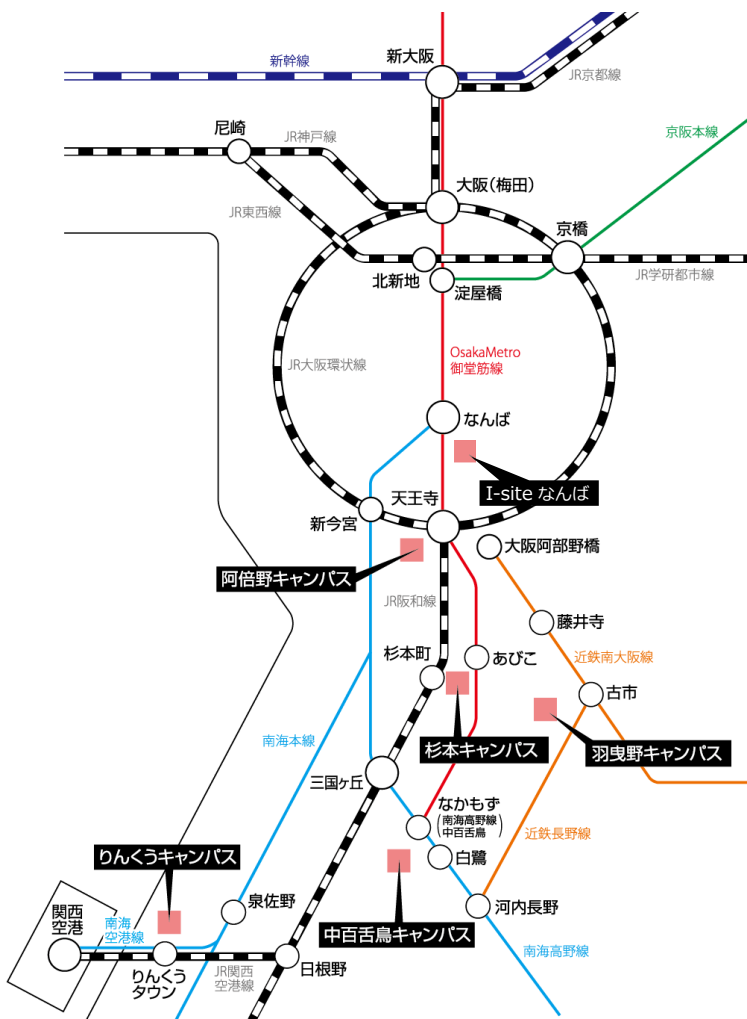 新大阪
新幹線
JR京都線
尼崎
JR神戸線
京阪本線
大阪(梅田)
JR東西線
京橋
北新地
淀屋橋
JR学研都市線
OsakaMetro
御堂筋線
JR大阪環状線
なんば
I-site なんば
天王寺
新今宮
大阪阿部野橋
阿倍野キャンパス
JR阪和線
藤井寺
杉本町
あびこ
近鉄南大阪線
古市
南海本線
杉本キャンパス
羽曳野キャンパス
三国ヶ丘
なかもず
(南海高野線
中百舌鳥)
近鉄長野線
りんくうキャンパス
白鷺
関西
空港
南海
空港線
泉佐野
中百舌鳥キャンパス
河内長野
南海高野線
りんくう
タウン
JR関西
空港線
日根野